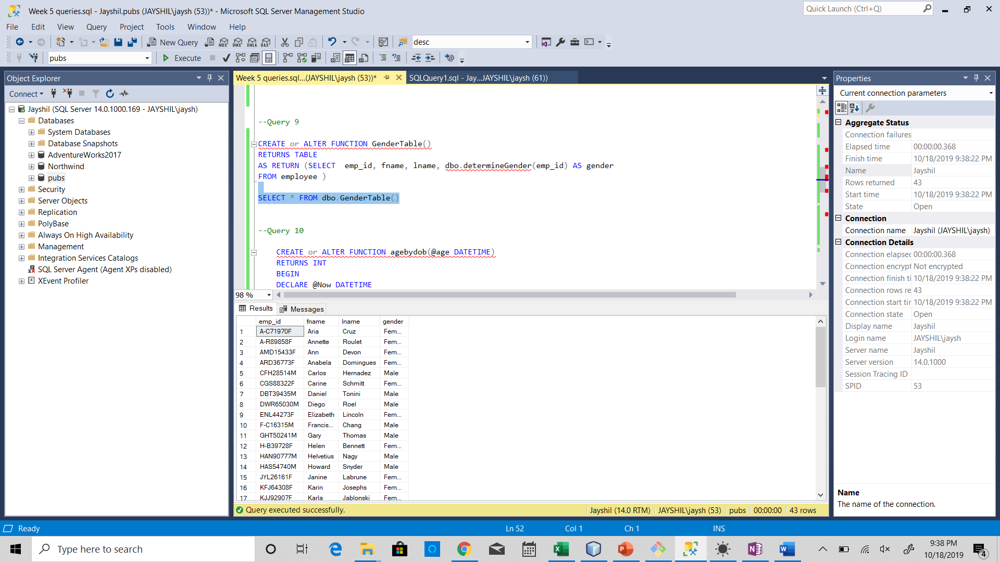 Week 5 queries.sql - Jayshil.pubs (JAYSHIL\jaysh (53))* - Microsoft SQL Server Management Studio
Quick Launch (Ctrl+Q)
File Edit View Query Project Tools Window Help
New Query
MDX DMX XMLA DAX
desc
pubs
Execute
Object Explorer
Connect
Jayshil (SQL Server 14.0.1000.169 - JAYSHIL\jaysh)
Databases
System Databases
Database Snapshots
AdventureWorks2017
Northwind
pubs
Security
Server Objects
Replication
PolyBase
Always On High Availability
Management
Integration Services Catalogs
SQL Server Agent (Agent XPs disabled)
XEvent Profiler
Week 5 queries.sql...(JAYSHIL\jaysh (53))*
SQLQuery1.sql - Jay...JAYSHIL\jaysh (61))
--Query 9
CREATE or ALTER FUNCTION GenderTable()
RETURNS TABLE
AS RETURN (SELECT  emp_id, fname, lname, dbo.determineGender(emp_id) AS gender
FROM employee )
SELECT * FROM dbo.GenderTable()
--Query 10
CREATE or ALTER FUNCTION agebydob(@age DATETIME)
RETURNS INT
BEGIN
DECLARE @Now DATETIME
98 %
Results
Messages
emp_id fname lname gender
1 A-C71970F Aria Cruz Fem...
2 A-R89858F Annette Roulet Fem...
3 AMD15433F Ann Devon Fem...
4 ARD36773F Anabela Domingues Fem...
5 CFH28514M Carlos Hernadez Male
6 CGS88322F Carine Schmitt Fem...
7 DBT39435M Daniel Tonini Male
8 DWR65030M Diego Roel Male
9 ENL44273F Elizabeth Lincoln Fem...
10 F-C16315M Francis... Chang Male
11 GHT50241M Gary Thomas Male
12 H-B39728F Helen Bennett Fem...
13 HAN90777M Helvetius Nagy Male
14 HAS54740M Howard Snyder Male
15 JYL26161F Janine Labrune Fem...
16 KFJ64308F Karin Josephs Fem...
17 KJJ92907F Karla Jablonski Fem...
Query executed successfully.
Jayshil (14.0 RTM) JAYSHIL\jaysh (53) pubs 00:00:00 43 rows
Properties
Current connection parameters
Aggregate Status
Connection failures
Elapsed time 00:00:00.368
Finish time 10/18/2019 9:38:22 PM
Name Jayshil
Rows returned 43
Start time 10/18/2019 9:38:22 PM
State Open
Connection
Connection name Jayshil (JAYSHIL\jaysh)
Connection Details
Connection elapsec 00:00:00.368
Connection encrypt Not encrypted
Connection finish ti 10/18/2019 9:38:22 PM
Connection rows re 43
Connection start tir 10/18/2019 9:38:22 PM
Connection state Open
Display name Jayshil
Login name JAYSHIL\jaysh
Server name Jayshil
Server version 14.0.1000
Session Tracing ID
SPID 53
Name
The name of the connection.
Ready
Ln 52 Col 1 Ch 1 INS
Type here to search
9:38 PM
10/18/2019
4